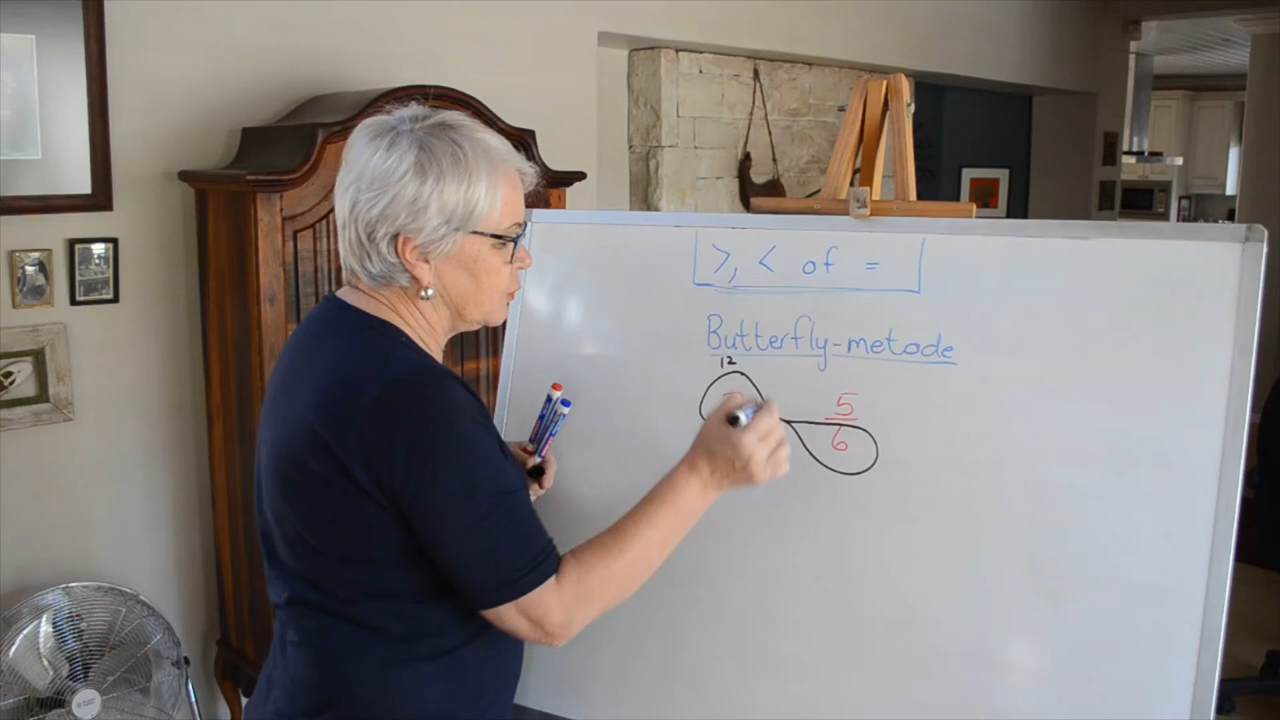 >, < of =
Butterfly-metode
12
5
6